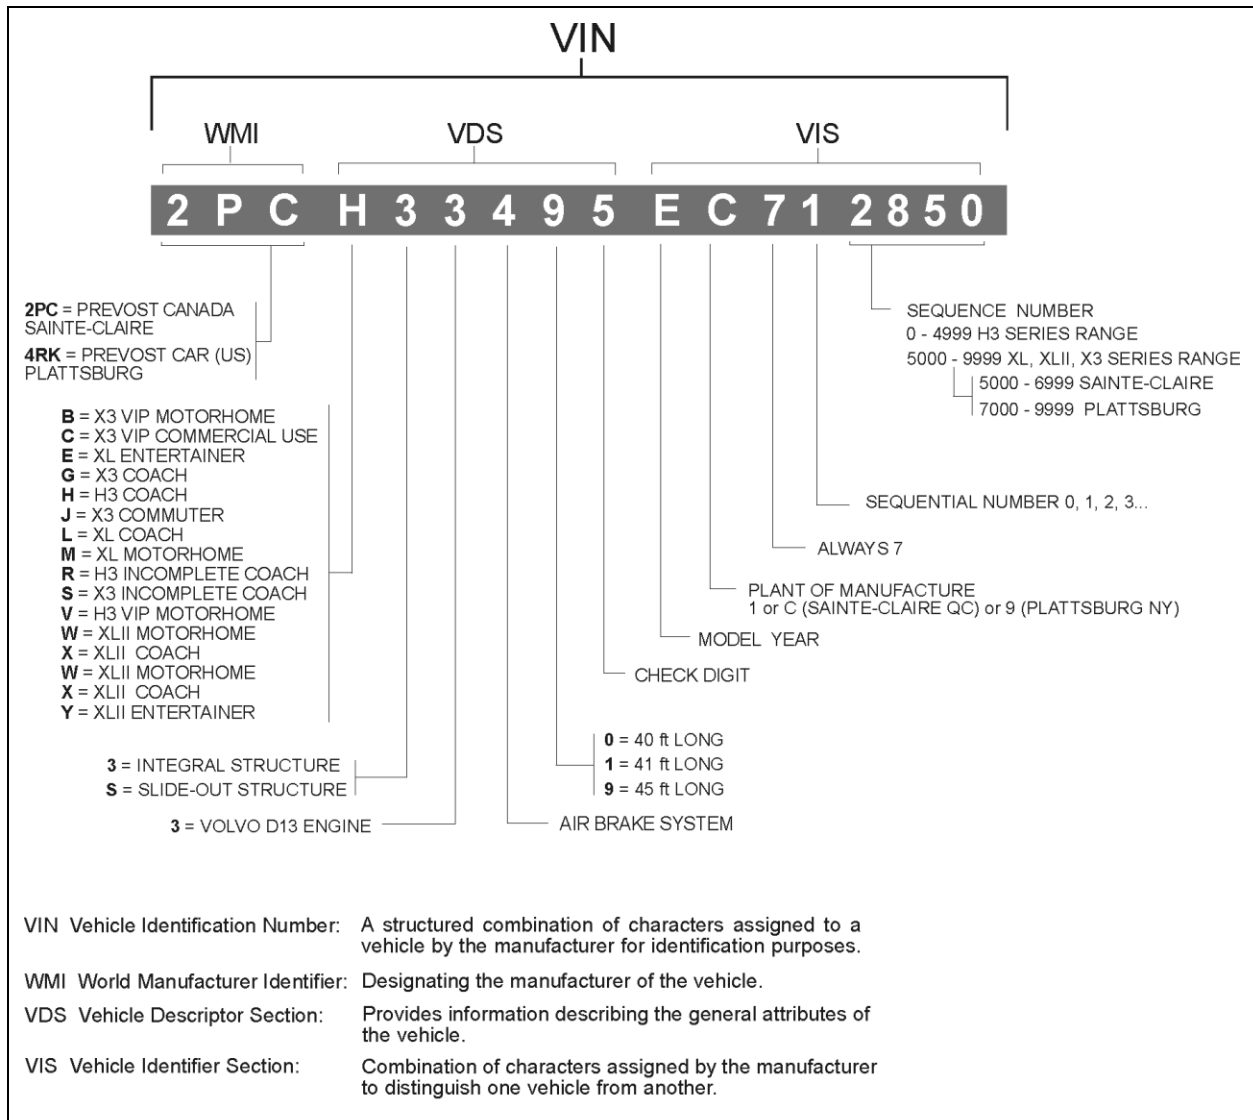 VIN
WMI VDS VIS
2 P C H 3 3 4 9 5 E C 7 1 2 8 5 0
2PC = PREVOST CANADA
SAINTE-CLAIRE
4RK = PREVOST CAR (US)
PLATTSBURG
SEQUENCE NUMBER
0 - 4999 H3 SERIES RANGE
5000 - 9999 XL, XLII, X3 SERIES RANGE
5000 - 6999 SAINTE-CLAIRE
7000 - 9999 PLATTSBURG
B = X3 VIP MOTORHOME
C = X3 VIP COMMERCIAL USE
E = XL ENTERTAINER
G = X3 COACH
H = H3 COACH
J = X3 COMMUTER
L = XL COACH
M = XL MOTORHOME
R = H3 INCOMPLETE COACH
S = X3 INCOMPLETE COACH
V = H3 VIP MOTORHOME
W = XLII MOTORHOME
X = XLII COACH
W = XLII MOTORHOME
X = XLII COACH
Y = XLII ENTERTAINER
SEQUENTIAL NUMBER 0, 1, 2, 3...
ALWAYS 7
PLANT OF MANUFACTURE
1 or C (SAINTE-CLAIRE QC) or 9 (PLATTSBURG NY)
MODEL YEAR
CHECK DIGIT
0 = 40 ft LONG
1 = 41 ft LONG
9 = 45 ft LONG
3 = INTEGRAL STRUCTURE
S = SLIDE-OUT STRUCTURE
3 = VOLVO D13 ENGINE
AIR BRAKE SYSTEM
VIN Vehicle Identification Number: A structured combination of characters assigned to a
vehicle by the manufacturer for identification purposes.
WMI World Manufacturer Identifier: Designating the manufacturer of the vehicle.
VDS Vehicle Descriptor Section: Provides information describing the general attributes of
the vehicle.
VIS Vehicle Identifier Section: Combination of characters assigned by the manufacturer
to distinguish one vehicle from another.